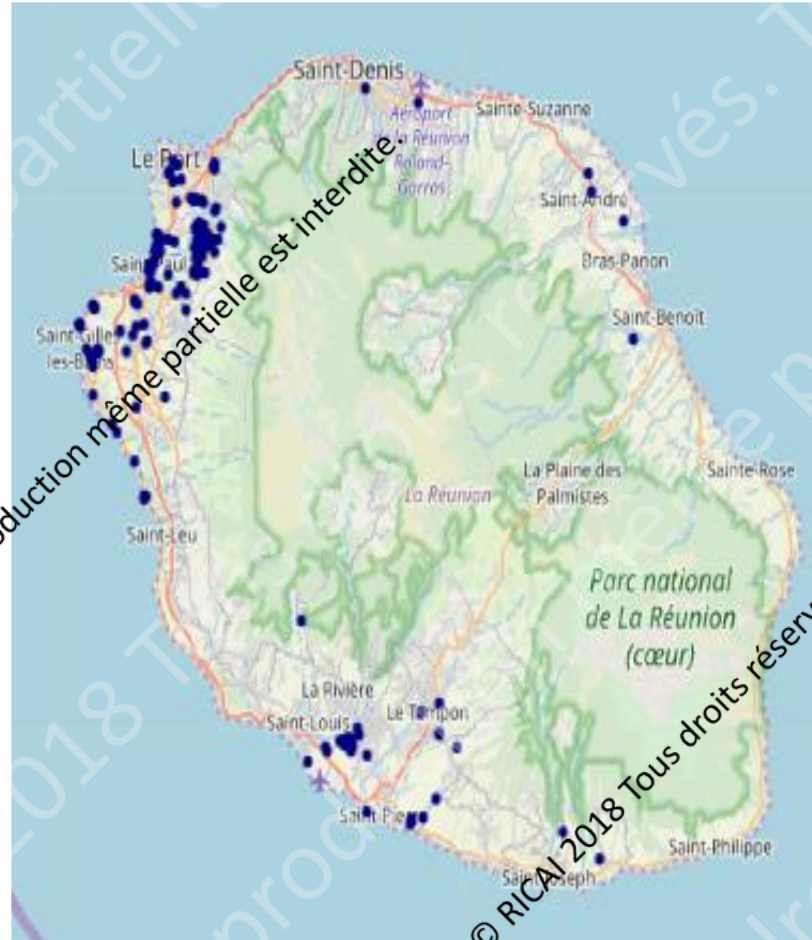 Saint-Denis
Aéroport
de la Réunion
Roland-
Garros
Sainte-Suzanne
Le Port
Saint-André
Saint-Paul
Bras-Panon
Saint-Benoît
Saint-Gilles
les-Bains
La Plaine des
Palmistes
Sainte-Rose
La Réunion
Saint-Leu
Parc national
de La Réunion
(cœur)
La Rivière
Saint-Louis
Le Tampon
Saint-Pierre
Saint-Philippe
Saint-Joseph
même partielle est interdite.
© RICAI 2018 Tous droits